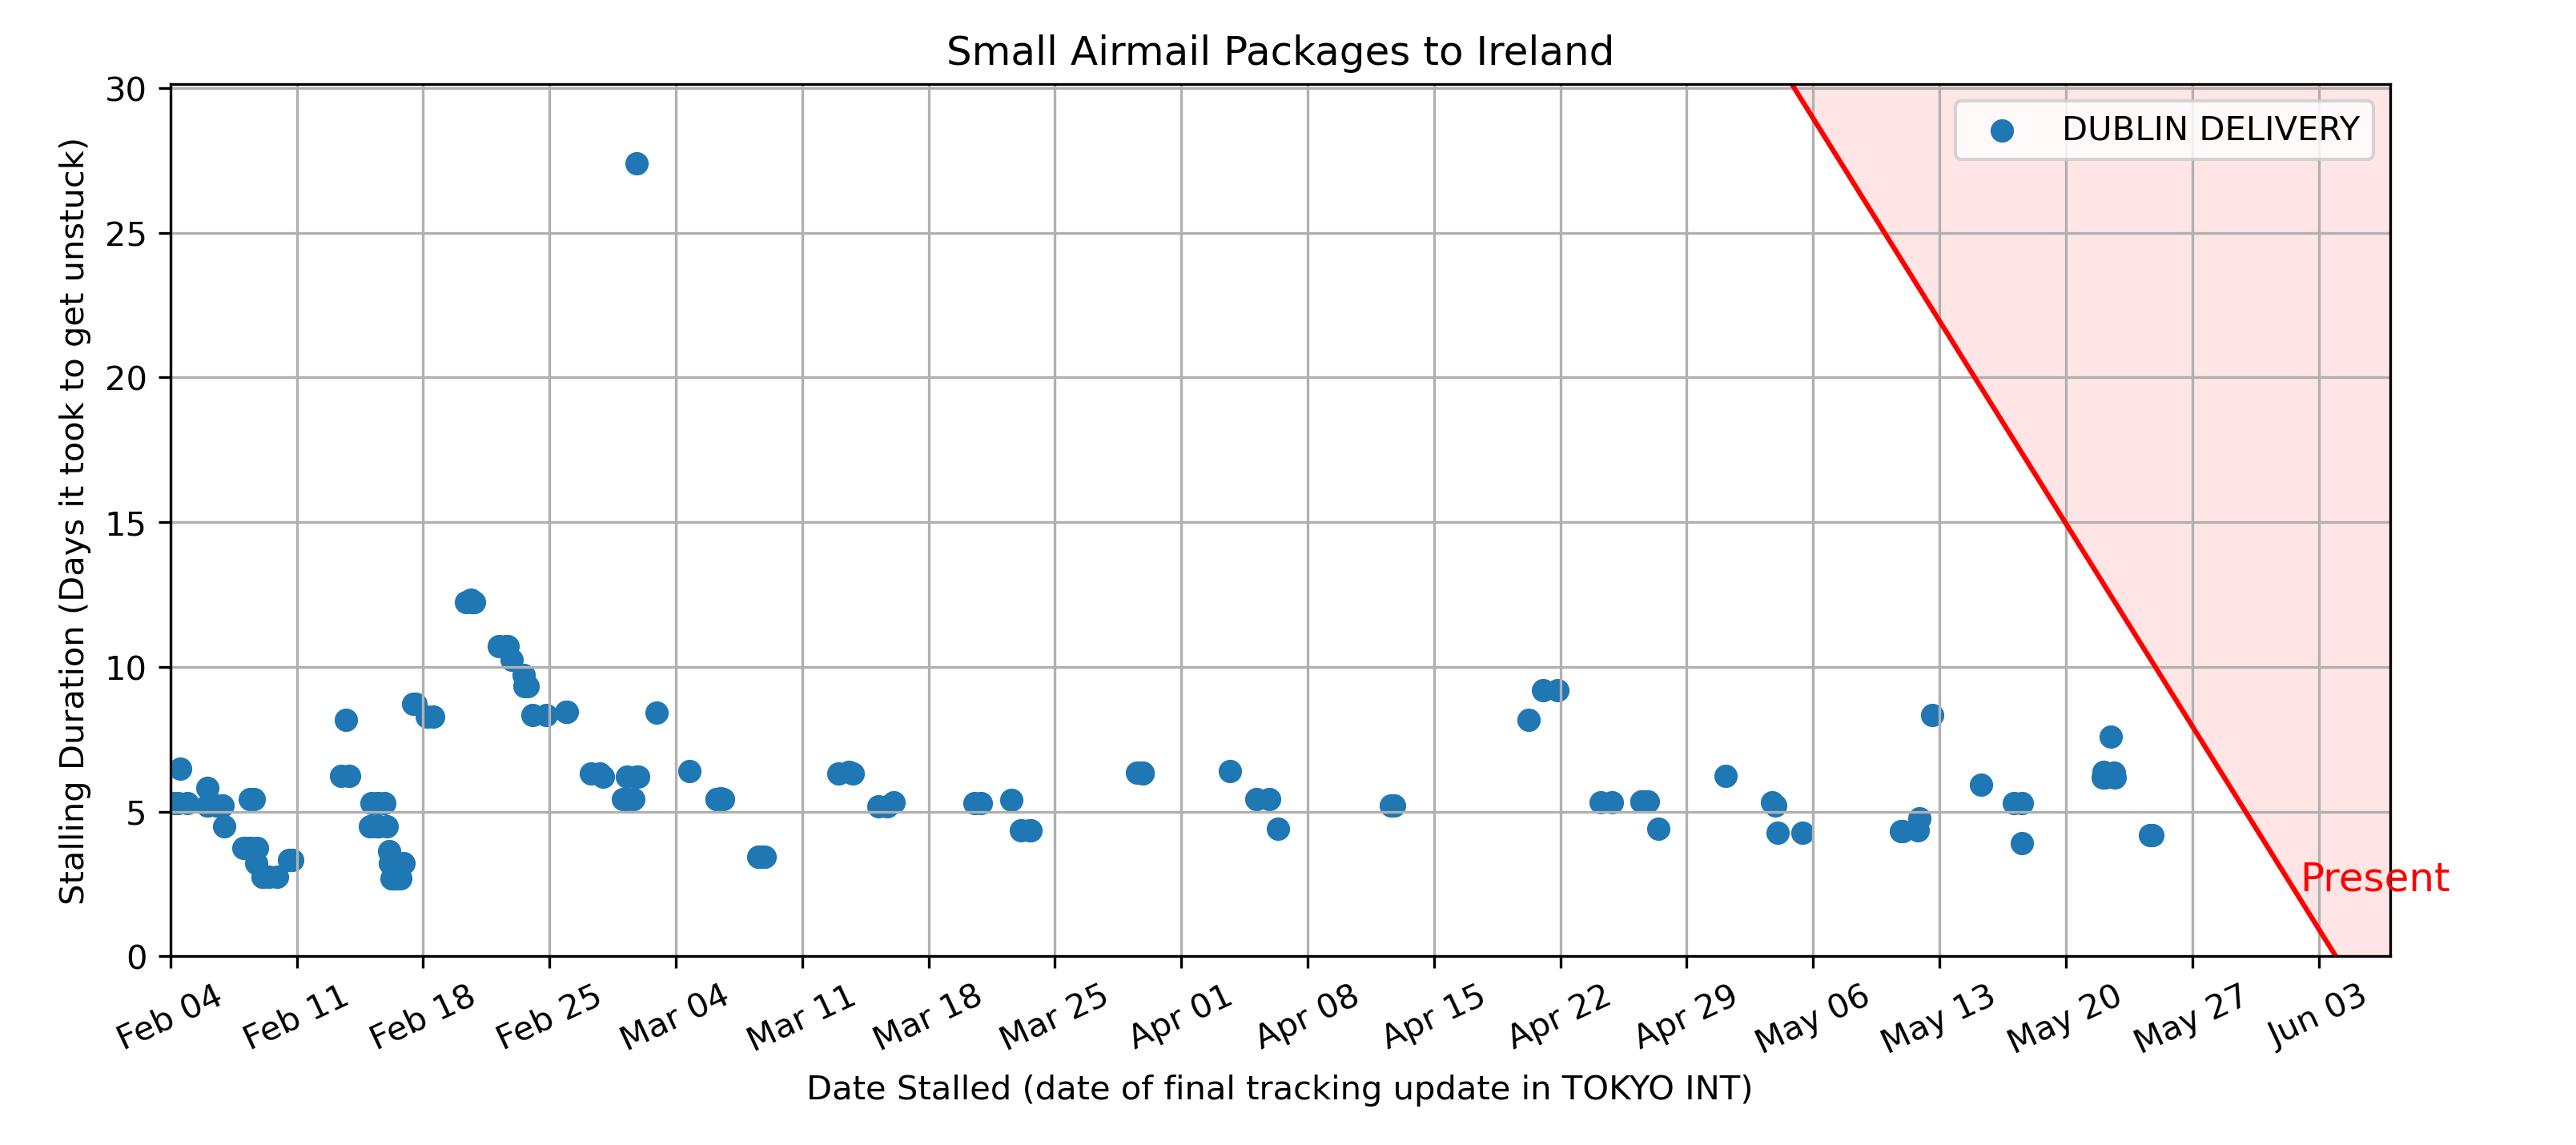 Small Airmail Packages to Ireland
DUBLIN DELIVERY
Stalling Duration (Days it took to get unstuck)
30
25
20
15
10
5
0
Present
Feb 04
Feb 11
Feb 18
Feb 25
Mar 04
Mar 11
Mar 18
Mar 25
Apr 01
Apr 08
Apr 15
Apr 22
Apr 29
May 06
May 13
May 20
May 27
Jun 03
Date Stalled (date of final tracking update in TOKYO INT)